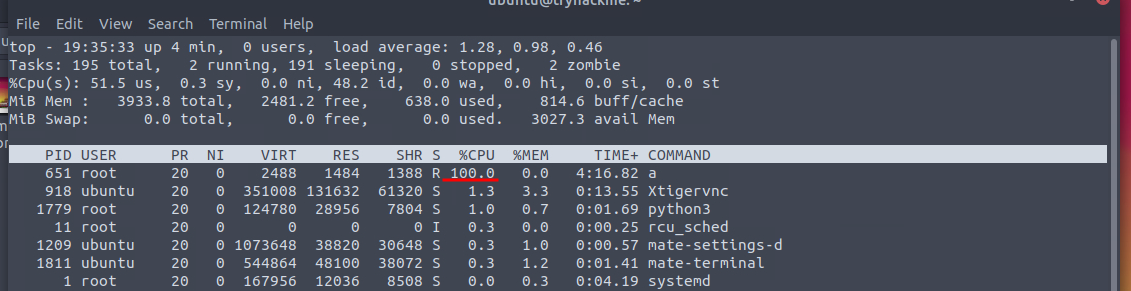 ubuntu@tryhackme: ~
File Edit View Search Terminal Help
top - 19:35:33 up 4 min,  0 users,  load average: 1.28, 0.98, 0.46
Tasks: 195 total,   2 running, 191 sleeping,   0 stopped,   2 zombie
%Cpu(s): 51.5 us,  0.3 sy,  0.0 ni, 48.2 id,  0.0 wa,  0.0 hi,  0.0 si,  0.0 st
MiB Mem :   3933.8 total,   2481.2 free,    638.0 used,    814.6 buff/cache
MiB Swap:      0.0 total,      0.0 free,      0.0 used.   3027.3 avail Mem
PID USER      PR  NI    VIRT    RES    SHR S  %CPU  %MEM     TIME+ COMMAND
651 root      20   0    2488   1484   1388 R 100.0   0.0   4:16.82 a
918 ubuntu    20   0  351008 131632  61320 S   1.3   3.3   0:13.55 Xtigervnc
1779 root      20   0  124780  28956   7804 S   1.0   0.7   0:01.69 python3
11 root      20   0       0      0      0 I   0.3   0.0   0:00.25 rcu_sched
1209 ubuntu    20   0 1073648  38820  30648 S   0.3   1.0   0:00.57 mate-settings-d
1811 ubuntu    20   0  544864  48100  38072 S   0.3   1.2   0:01.41 mate-terminal
1 root      20   0  167956  12036   8508 S   0.0   0.3   0:04.19 systemd